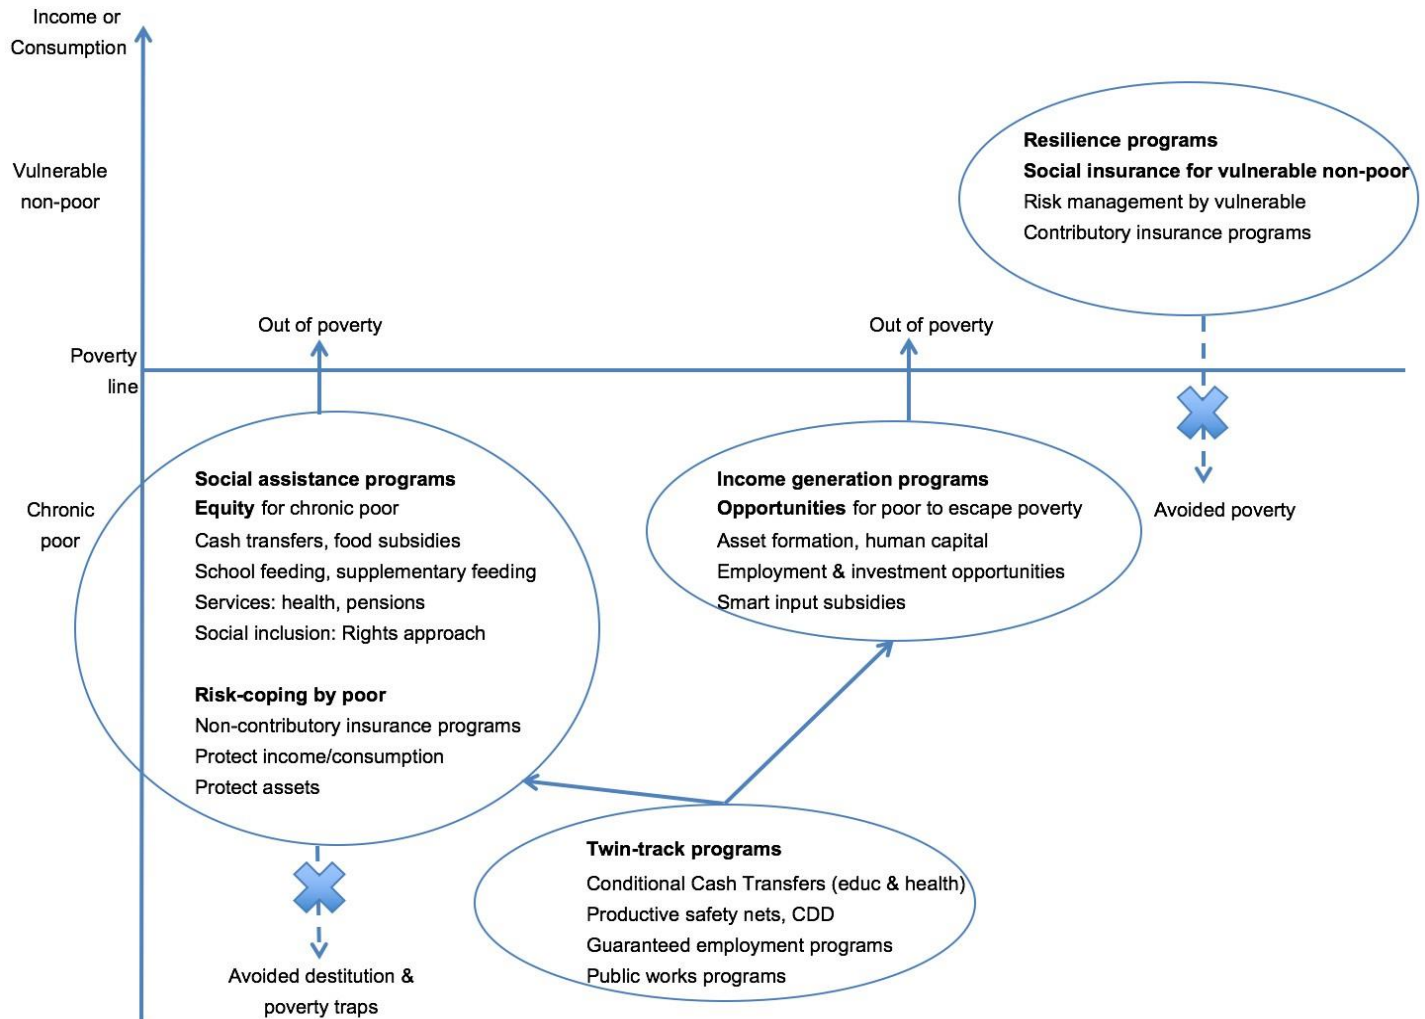 Income or
Consumption
Vulnerable
non-poor
Resilience programs
Social insurance for vulnerable non-poor
Risk management by vulnerable
Contributory insurance programs
Out of poverty
Out of poverty
Poverty
line
Chronic
poor
Social assistance programs
Equity for chronic poor
Cash transfers, food subsidies
School feeding, supplementary feeding
Services: health, pensions
Social inclusion: Rights approach
Risk-coping by poor
Non-contributory insurance programs
Protect income/consumption
Protect assets
Income generation programs
Opportunities for poor to escape poverty
Asset formation, human capital
Employment & investment opportunities
Smart input subsidies
Avoided poverty
Twin-track programs
Conditional Cash Transfers (educ & health)
Productive safety nets, CDD
Guaranteed employment programs
Public works programs
Avoided destitution &
poverty traps